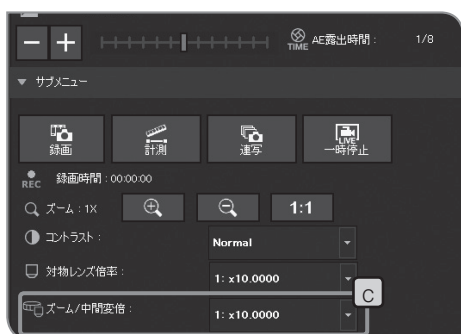 − + TIME AE露出時間: 1/8
▼ サブメニュー
録画 計測 連写 LIVE 一時停止
REC 録画時間:00:00:00
ズーム:1X 1:1
コントラスト: Normal
対物レンズ倍率: 1: x10.0000
ズーム/中間変倍: 1: x10.0000
C